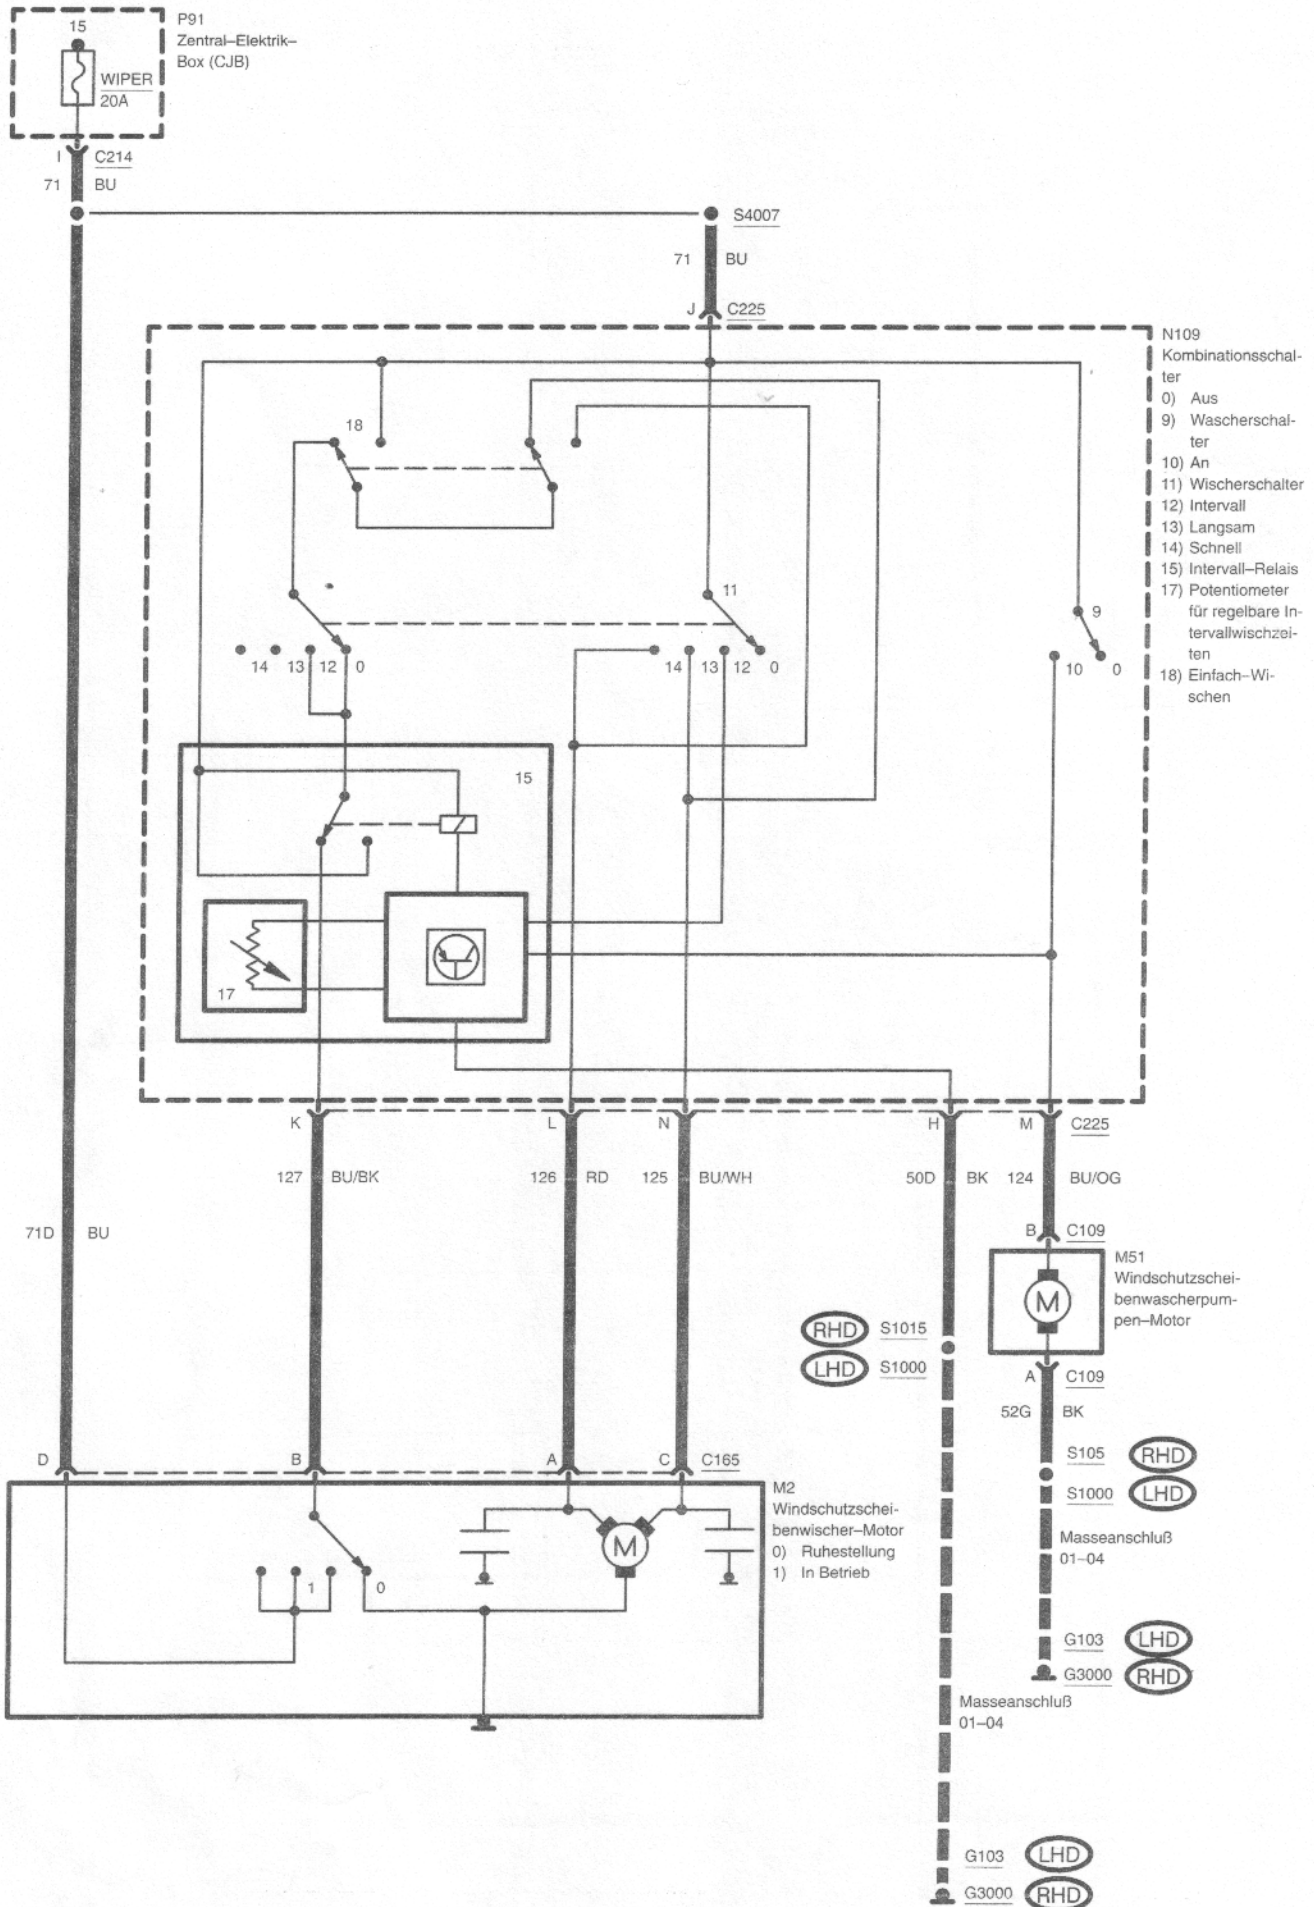 15
P91
Zentral–Elektrik–
Box (CJB)
WIPER
20A
I
C214
71
BU
S4007
71
BU
J
C225
N109
Kombinationsschal-
ter
0) Aus
9) Wascherschal-
ter
10) An
11) Wischerschalter
12) Intervall
13) Langsam
14) Schnell
15) Intervall–Relais
17) Potentiometer
für regelbare In-
tervallwischzei-
ten
18) Einfach–Wi-
schen
18
11
9
14
13
12
0
14
13
12
0
10
0
15
17
K
L
N
H
M
C225
127
BU/BK
126
RD
125
BU/WH
50D
BK
124
BU/OG
71D
BU
B
C109
M51
Windschutzschei-
benwascherpum-
pen–Motor
M
RHD
S1015
LHD
S1000
A
C109
52G
BK
S105
RHD
S1000
LHD
D
B
A
C
C165
M2
Windschutzschei-
benwischer–Motor
0) Ruhestellung
1) In Betrieb
M
1
0
Masseanschluß
01–04
G103
LHD
G3000
RHD
Masseanschluß
01–04
G103
LHD
G3000
RHD